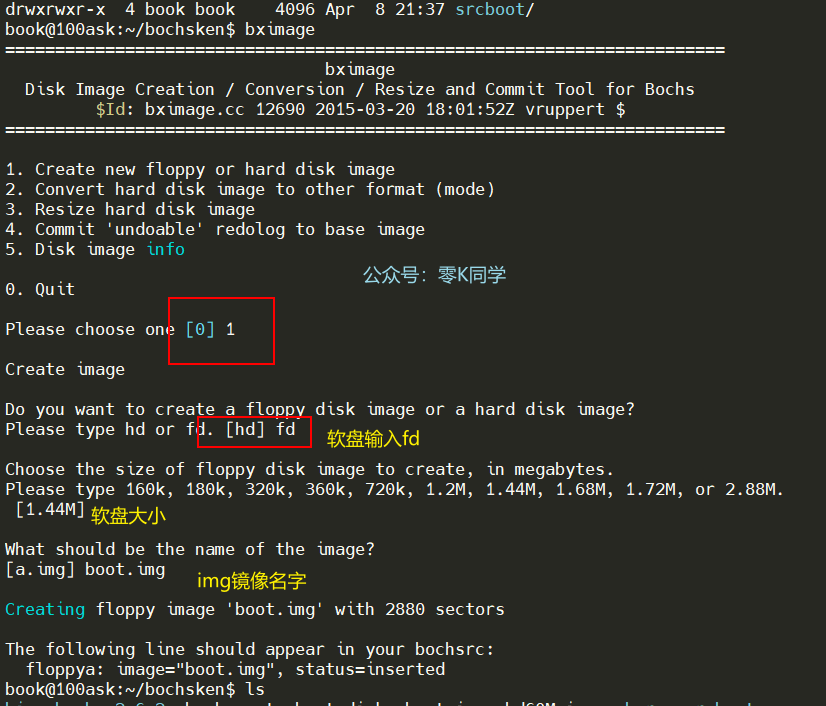 drwxrwxr-x  4 book book    4096 Apr  8 21:37 srcboot/
book@100ask:~/bochsken$ bximage
========================================================================
bximage
Disk Image Creation / Conversion / Resize and Commit Tool for Bochs
$Id: bximage.cc 12690 2015-03-20 18:01:52Z vruppert $
========================================================================
1. Create new floppy or hard disk image
2. Convert hard disk image to other format (mode)
3. Resize hard disk image
4. Commit 'undoable' redolog to base image
5. Disk image info
公众号：零K同学
0. Quit
Please choose one [0] 1
Create image
Do you want to create a floppy disk image or a hard disk image?
Please type hd or fd. [hd] fd
软盘输入fd
Choose the size of floppy disk image to create, in megabytes.
Please type 160k, 180k, 320k, 360k, 720k, 1.2M, 1.44M, 1.68M, 1.72M, or 2.88M.
[1.44M]
软盘大小
What should be the name of the image?
[a.img] boot.img
img镜像名字
Creating floppy image 'boot.img' with 2880 sectors
The following line should appear in your bochsrc:
floppya: image="boot.img", status=inserted
book@100ask:~/bochsken$ ls